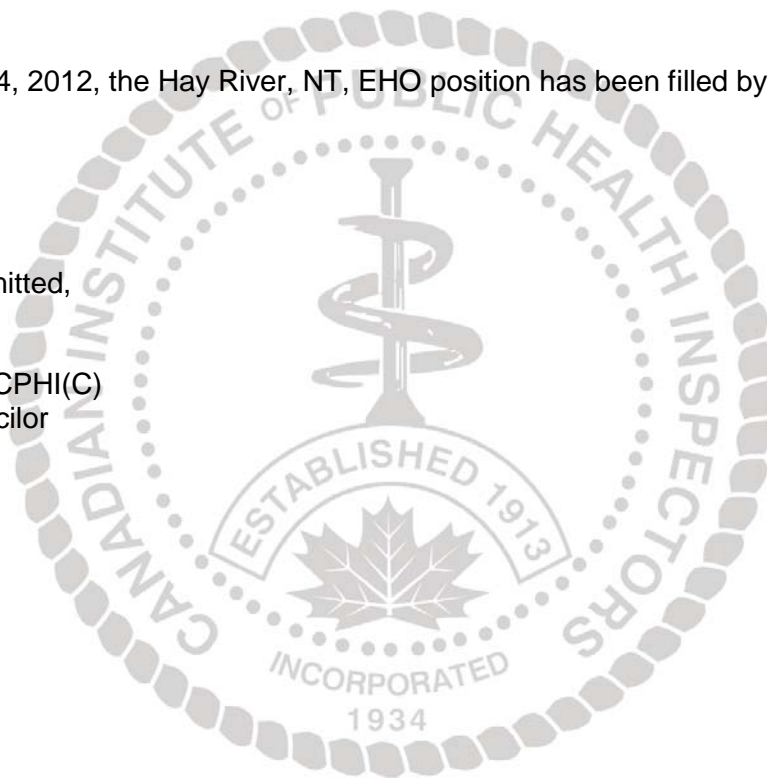 4, 2012, the Hay River, NT, EHO position has been filled by
nitted,
CPHI(C)
cilor
CANADIAN INSTITUTE OF PUBLIC HEALTH INSPECTORS
ESTABLISHED 1913
INCORPORATED
1934